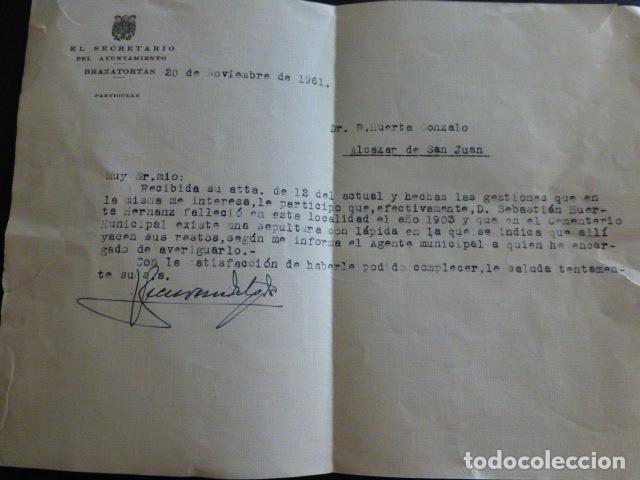 EL SECRETARIO
DEL AYUNTAMIENTO
BRAZATORTAS
PARTICULAR
20 de Noviembre de 1961.
Dr. R.Huerta Gonzalo
Alcazar de San Juan
Muy Sr.mio:
Recibida su atta. de 12 del actual y hechas las gestiones que en
la misma me interesa,le participo que,efectivamente,D. Sebastián Huer-
ta Hernanz falleció en esta localidad el año 1903 y que en el Cementerio
Municipal existe una sepultura con lápida en la que se indica que allí
yacen sus restos,según me informa el Agente municipal a quien he encar-
gado de averiguarlo.-
Con la satisfacción de haberle podido complecer,le saluda tentamen-
te su s.s.
todocoleccion.net